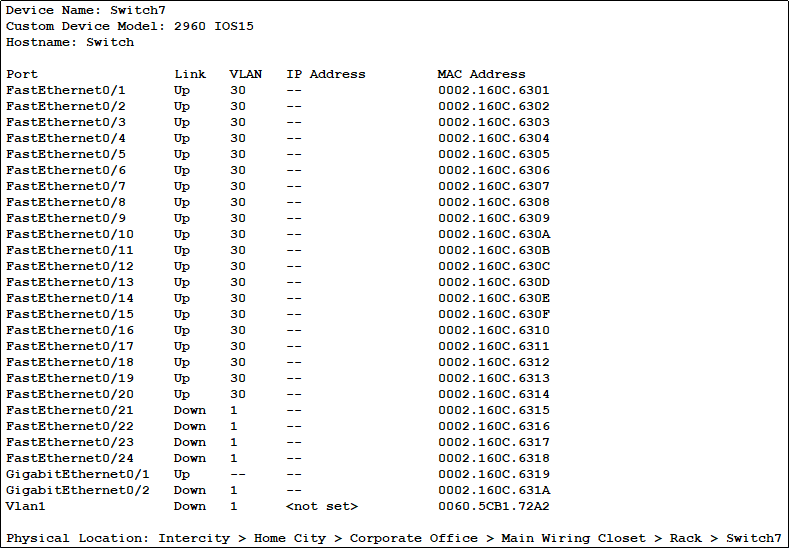 Device Name: Switch7
Custom Device Model: 2960 IOS15
Hostname: Switch
Port Link VLAN IP Address MAC Address
FastEthernet0/1 Up 30 -- 0002.160C.6301
FastEthernet0/2 Up 30 -- 0002.160C.6302
FastEthernet0/3 Up 30 -- 0002.160C.6303
FastEthernet0/4 Up 30 -- 0002.160C.6304
FastEthernet0/5 Up 30 -- 0002.160C.6305
FastEthernet0/6 Up 30 -- 0002.160C.6306
FastEthernet0/7 Up 30 -- 0002.160C.6307
FastEthernet0/8 Up 30 -- 0002.160C.6308
FastEthernet0/9 Up 30 -- 0002.160C.6309
FastEthernet0/10 Up 30 -- 0002.160C.630A
FastEthernet0/11 Up 30 -- 0002.160C.630B
FastEthernet0/12 Up 30 -- 0002.160C.630C
FastEthernet0/13 Up 30 -- 0002.160C.630D
FastEthernet0/14 Up 30 -- 0002.160C.630E
FastEthernet0/15 Up 30 -- 0002.160C.630F
FastEthernet0/16 Up 30 -- 0002.160C.6310
FastEthernet0/17 Up 30 -- 0002.160C.6311
FastEthernet0/18 Up 30 -- 0002.160C.6312
FastEthernet0/19 Up 30 -- 0002.160C.6313
FastEthernet0/20 Up 30 -- 0002.160C.6314
FastEthernet0/21 Down 1 -- 0002.160C.6315
FastEthernet0/22 Down 1 -- 0002.160C.6316
FastEthernet0/23 Down 1 -- 0002.160C.6317
FastEthernet0/24 Down 1 -- 0002.160C.6318
GigabitEthernet0/1 Up -- -- 0002.160C.6319
GigabitEthernet0/2 Down 1 -- 0002.160C.631A
Vlan1 Down 1 <not set> 0060.5CB1.72A2
Physical Location: Intercity > Home City > Corporate Office > Main Wiring Closet > Rack > Switch7